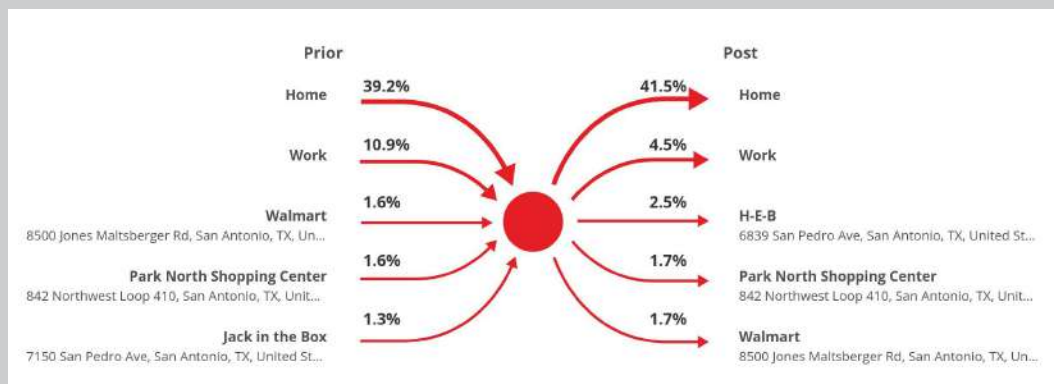 Prior
Post
39.2%
Home
10.9%
Work
1.6%
Walmart
8500 Jones Maltsberger Rd, San Antonio, TX, Un...
1.6%
Park North Shopping Center
842 Northwest Loop 410, San Antonio, TX, Unit...
1.3%
Jack in the Box
7150 San Pedro Ave, San Antonio, TX, United St...
41.5%
Home
4.5%
Work
2.5%
H-E-B
6839 San Pedro Ave, San Antonio, TX, United St...
1.7%
Park North Shopping Center
842 Northwest Loop 410, San Antonio, TX, Unit...
1.7%
Walmart
8500 Jones Maltsberger Rd, San Antonio, TX, Un...